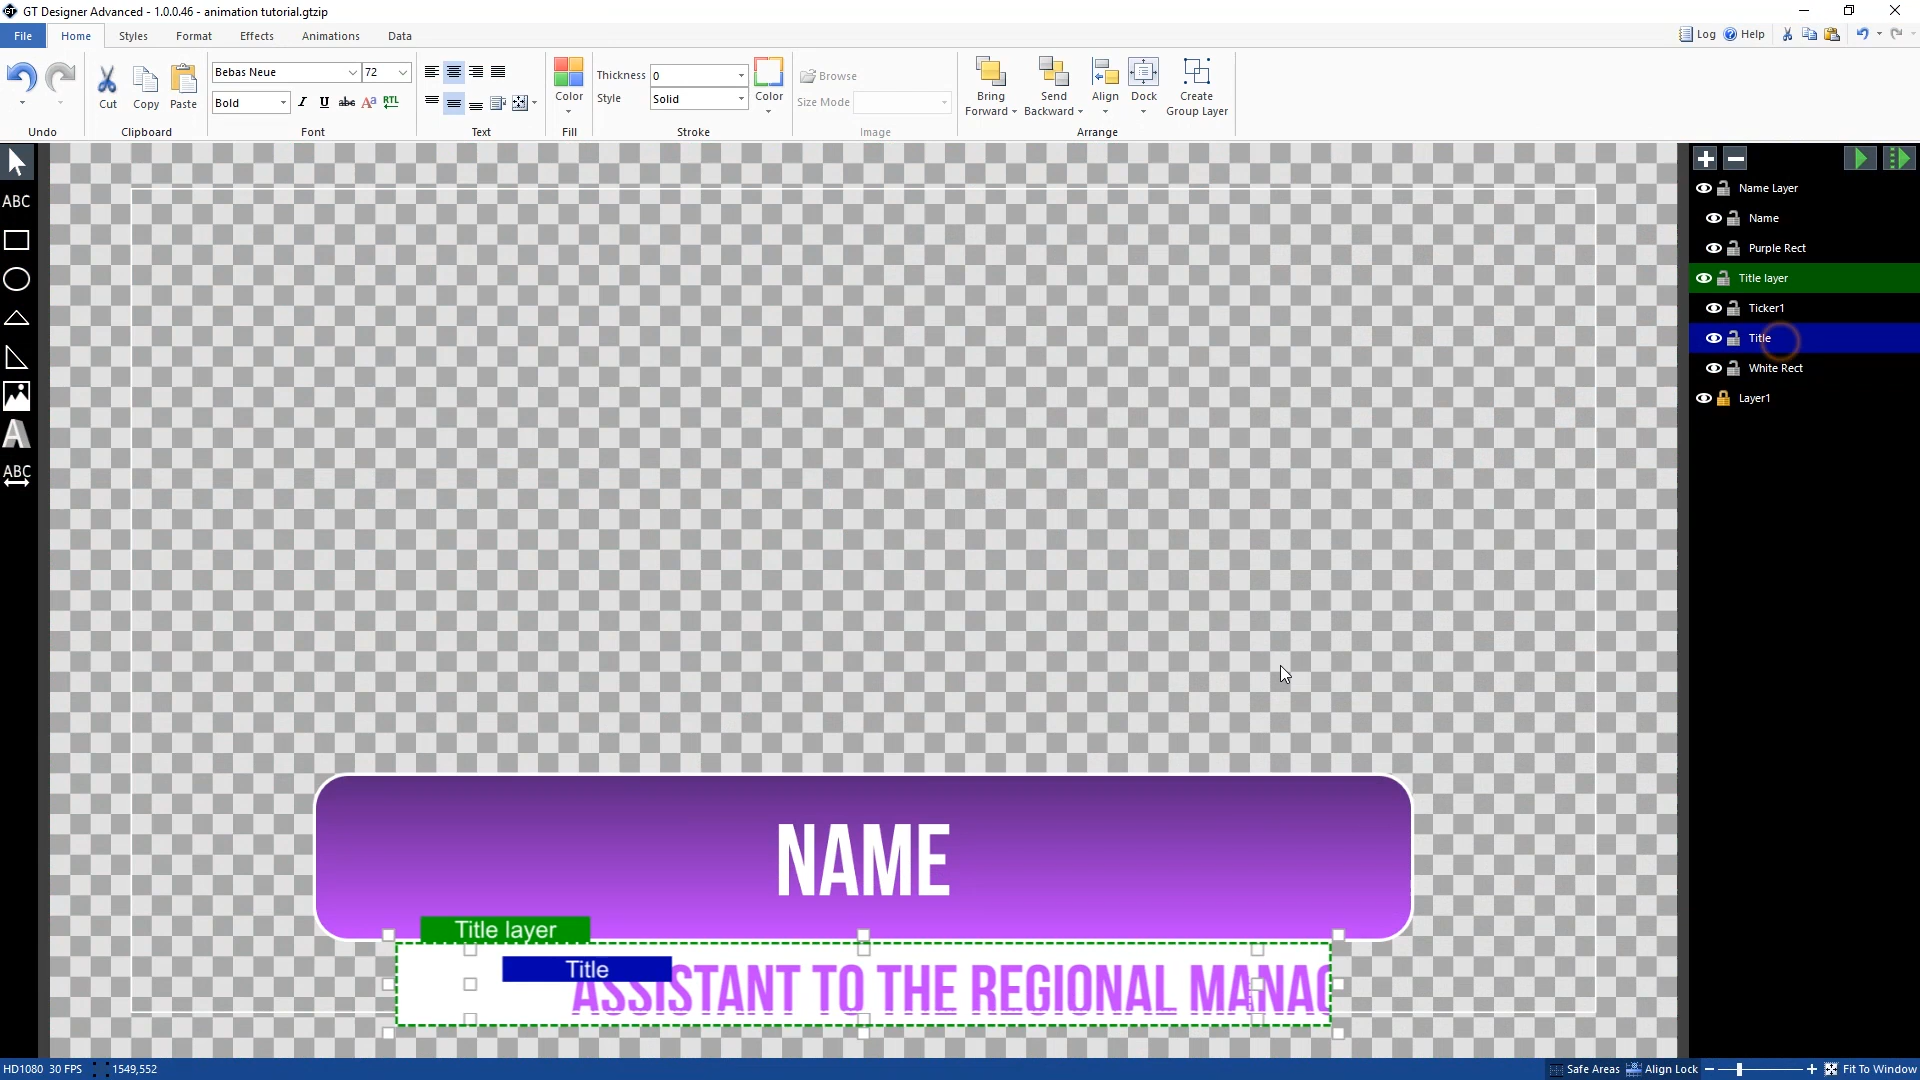 GT Designer Advanced - 1.0.0.46 - animation tutorial.gtzip
File Home Styles Format Effects Animations Data
Log Help
Cut Copy Paste
Bebas Neue 72
Bold
I U abc Aa RTL
Color
Thickness 0
Style Solid
Color
Browse
Size Mode
Bring Forward
Send Backward
Align
Dock
Create Group Layer
Undo Clipboard Font Text Fill Stroke Image Arrange
ABC
A
ABC
Name Layer
Name
Purple Rect
Title layer
Ticker1
Title
White Rect
Layer1
NAME
Title layer
Title
ASSISTANT TO THE REGIONAL MANAG
HD1080 30 FPS 1549,552
Safe Areas Align Lock Fit To Window